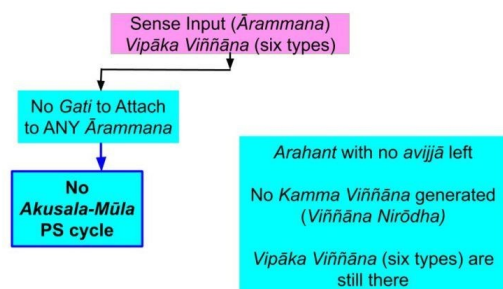 Sense Input (Ārammana)
Vipāka Viññāna (six types)
No Gati to Attach
to ANY Ārammana
No
Akusala-Mūla
PS cycle
Arahant with no avijjā left
No Kamma Viññāna generated
(Viññāna Nirōdha)
Vipāka Viññāna (six types) are
still there